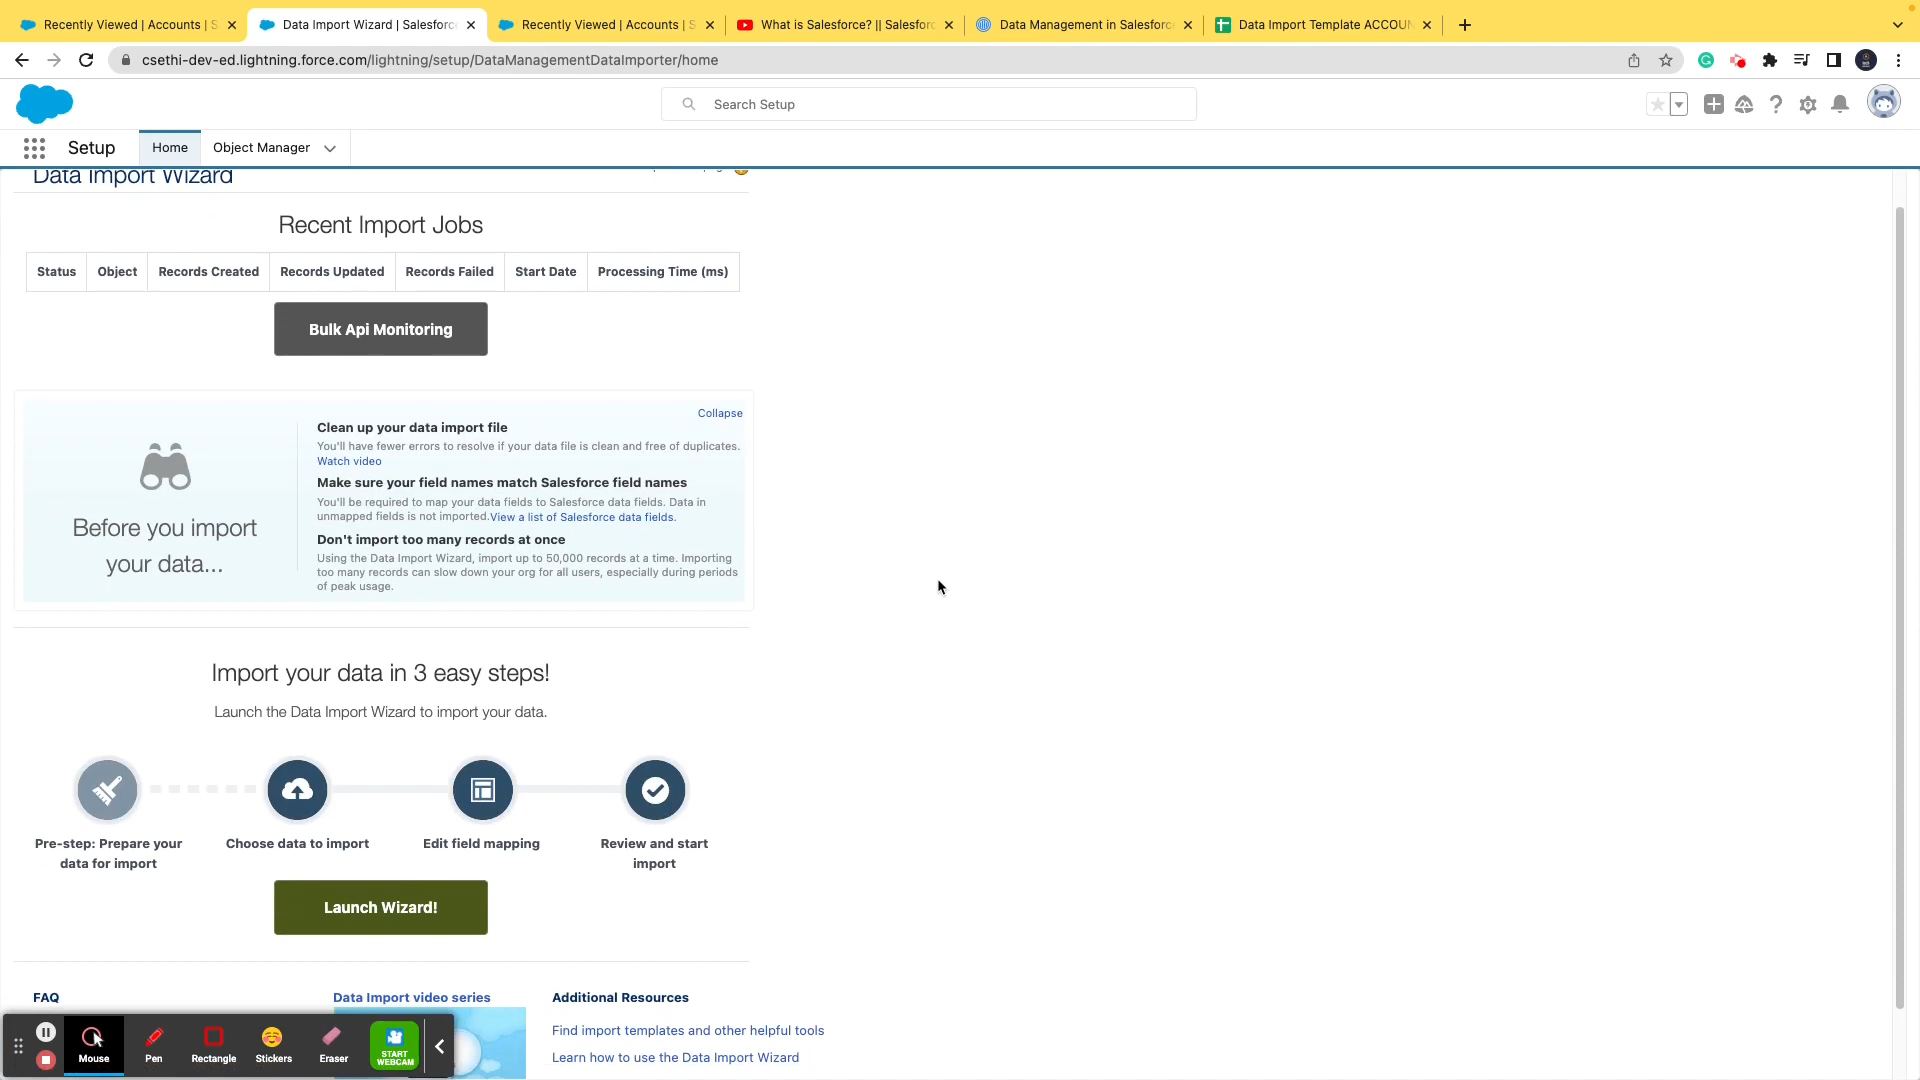 Recently Viewed | Accounts | S
Data Import Wizard | Salesforce
Recently Viewed | Accounts | S
What is Salesforce? || Salesforc
Data Management in Salesforce
Data Import Template ACCOUN
csethi-dev-ed.lightning.force.com/lightning/setup/DataManagementDataImporter/home
Search Setup
Setup
Home
Object Manager
Data Import Wizard
Recent Import Jobs
Status
Object
Records Created
Records Updated
Records Failed
Start Date
Processing Time (ms)
Bulk Api Monitoring
Collapse
Before you import
your data...
Clean up your data import file
You'll have fewer errors to resolve if your data file is clean and free of duplicates.
Watch video
Make sure your field names match Salesforce field names
You'll be required to map your data fields to Salesforce data fields. Data in
unmapped fields is not imported.View a list of Salesforce data fields.
Don't import too many records at once
Using the Data Import Wizard, import up to 50,000 records at a time. Importing
too many records can slow down your org for all users, especially during periods
of peak usage.
Import your data in 3 easy steps!
Launch the Data Import Wizard to import your data.
Pre-step: Prepare your
data for import
Choose data to import
Edit field mapping
Review and start
import
Launch Wizard!
FAQ
Data Import video series
Additional Resources
Find import templates and other helpful tools
Learn how to use the Data Import Wizard
Mouse
Pen
Rectangle
Stickers
Eraser
START
WEBCAM